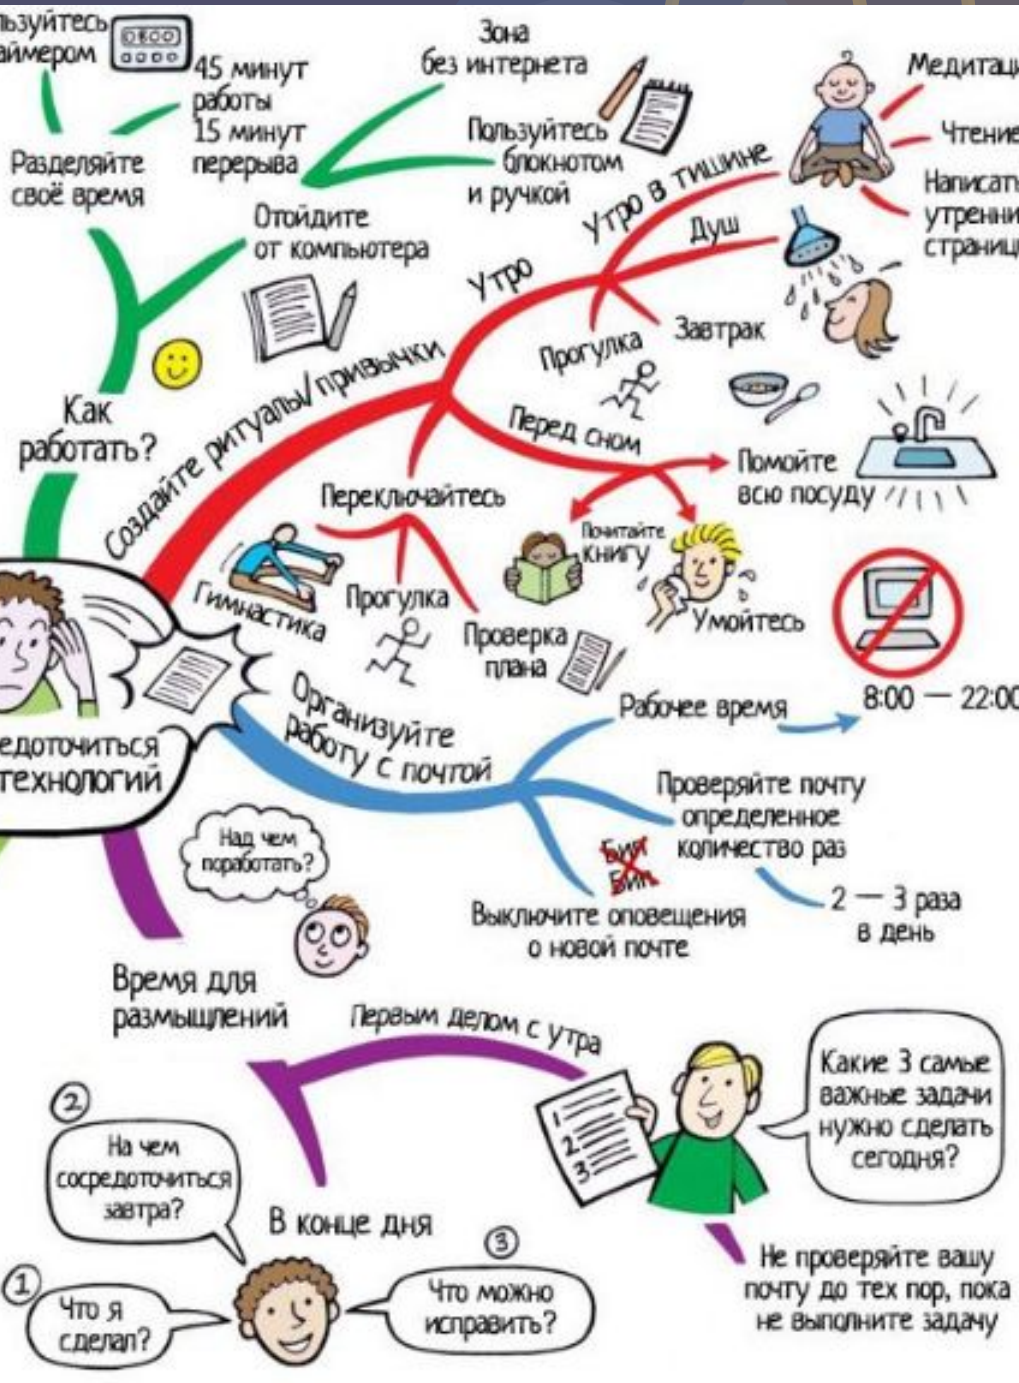 льзуйтесь
аймером
45 минут
работы
15 минут
перерыва
Разделяйте
своё время
Зона
без интернета
Пользуйтесь
блокнотом
и ручкой
Отойдите
от компьютера
Как
работать?
Создайте ритуалы/привычки
Утро
Утро в тишине
Медитаци
Чтение
Написать
утренни
страниц
Душ
Завтрак
Прогулка
Перед сном
Помойте
всю посуду
Почитайте
книгу
Умойтесь
Переключайтесь
Гимнастика
Прогулка
Проверка
плана
едоточиться
технологий
Организуйте
работу с почтой
Рабочее время
8:00 — 22:00
Проверяйте почту
определенное
количество раз
2 — 3 раза
в день
Бип
Бип
Выключите оповещения
о новой почте
Над чем
поработать?
Время для
размышлений
Первым делом с утра
1
2
3
Какие 3 самые
важные задачи
нужно сделать
сегодня?
Не проверяйте вашу
почту до тех пор, пока
не выполните задачу
В конце дня
1
Что я
сделал?
2
На чем
сосредоточиться
завтра?
3
Что можно
исправить?